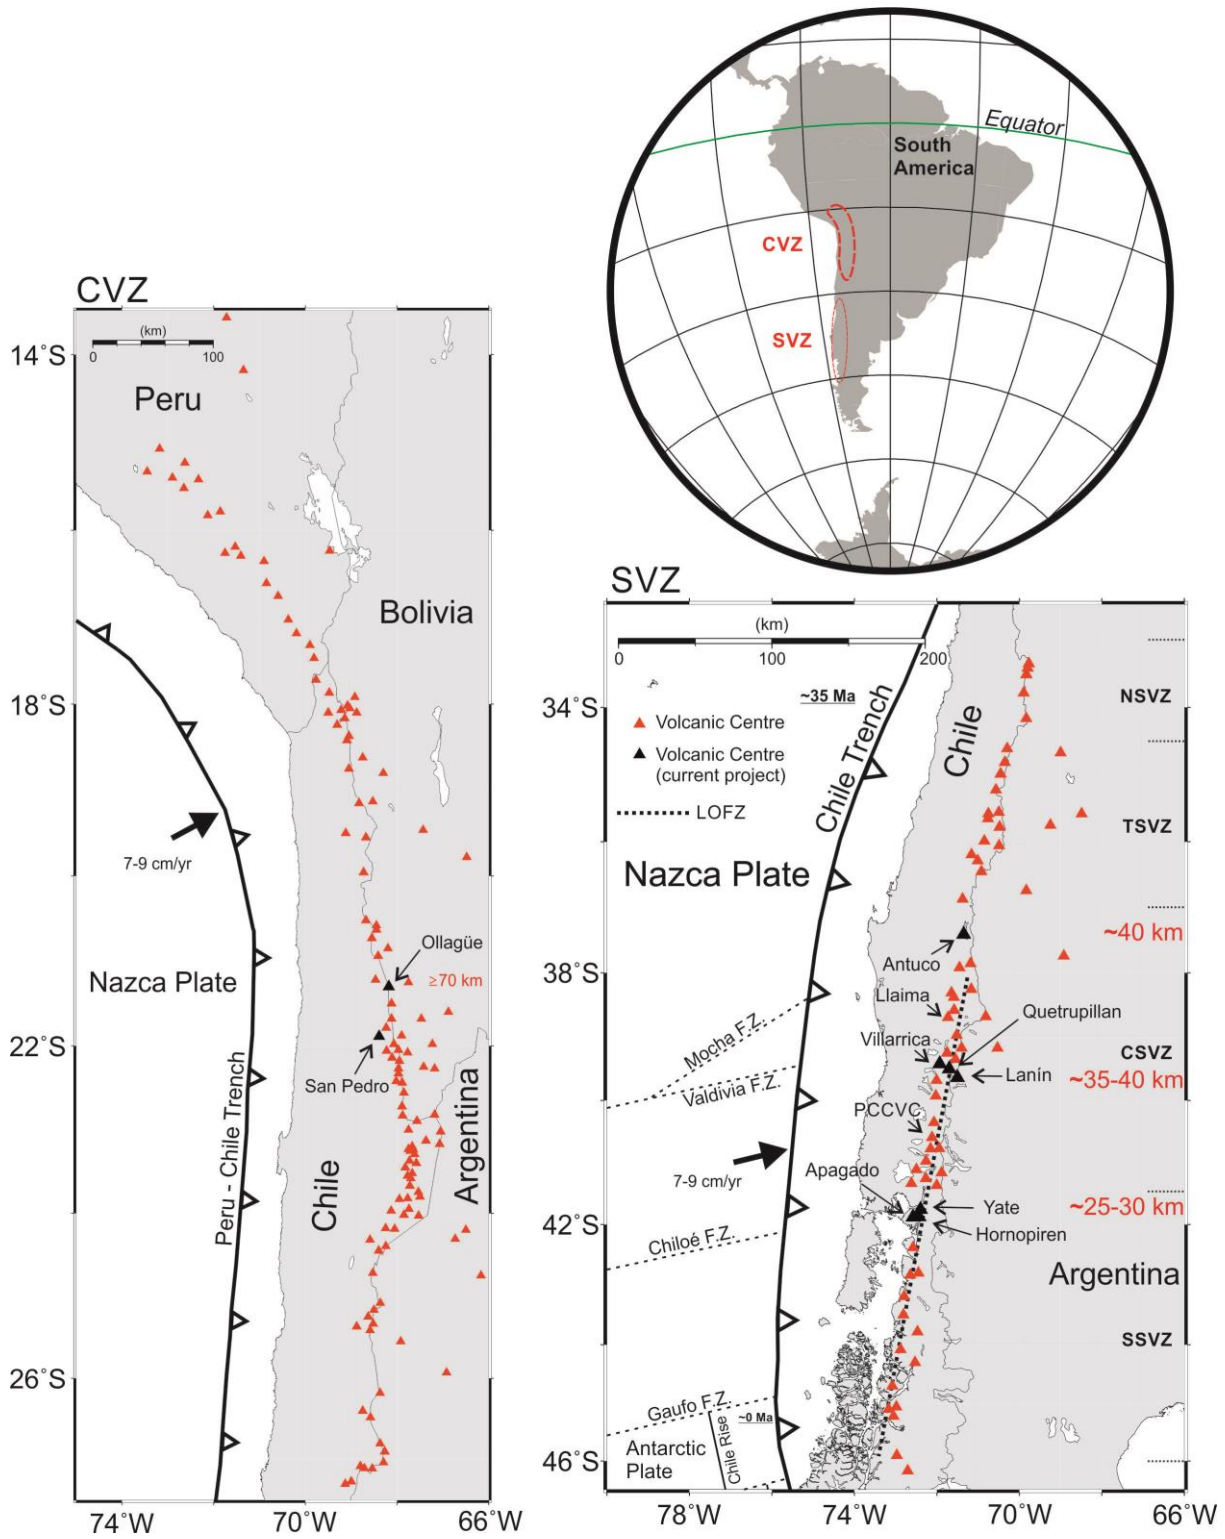 Equator
South
America
CVZ
SVZ
CVZ
(km)
0
100
14°S
18°S
22°S
26°S
Peru
Bolivia
7-9 cm/yr
Nazca Plate
Ollagüe
≥70 km
San Pedro
Peru - Chile Trench
Chile
Argentina
74°W
70°W
66°W
SVZ
(km)
0
100
200
~35 Ma
Volcanic Centre
Volcanic Centre
(current project)
LOFZ
Chile Trench
Chile
NSVZ
34°S
TSVZ
Nazca Plate
~40 km
38°S
Antuco
Llaima
Quetrupillan
Mocha F.Z.
Villarrica
CSVZ
Lanín
~35-40 km
Valdivia F.Z.
PCCVC
7-9 cm/yr
Apagado
Yate
~25-30 km
42°S
Hornopiren
Chiloé F.Z.
Argentina
SSVZ
Gaufo F.Z.
~0 Ma
Chile Rise
Antarctic
Plate
46°S
78°W
74°W
72°W
70°W
66°W